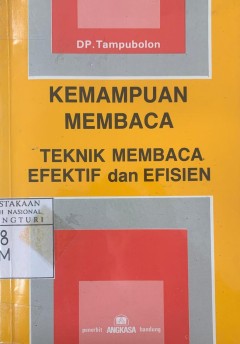 DP.Tampubolon
KEMAMPUAN
MEMBACA
TEKNIK MEMBACA
EFEKTIF dan EFISIEN
STAKAAN
I NASIONAL
NGTURI
8
M
penerbit ANGKASA bandung